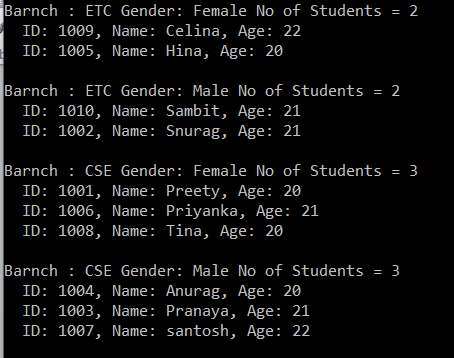 Barnch : ETC Gender: Female No of Students = 2
  ID: 1009, Name: Celina, Age: 22
  ID: 1005, Name: Hina, Age: 20

Barnch : ETC Gender: Male No of Students = 2
  ID: 1010, Name: Sambit, Age: 21
  ID: 1002, Name: Snurag, Age: 21

Barnch : CSE Gender: Female No of Students = 3
  ID: 1001, Name: Preety, Age: 20
  ID: 1006, Name: Priyanka, Age: 21
  ID: 1008, Name: Tina, Age: 20

Barnch : CSE Gender: Male No of Students = 3
  ID: 1004, Name: Anurag, Age: 20
  ID: 1003, Name: Pranaya, Age: 21
  ID: 1007, Name: santosh, Age: 22